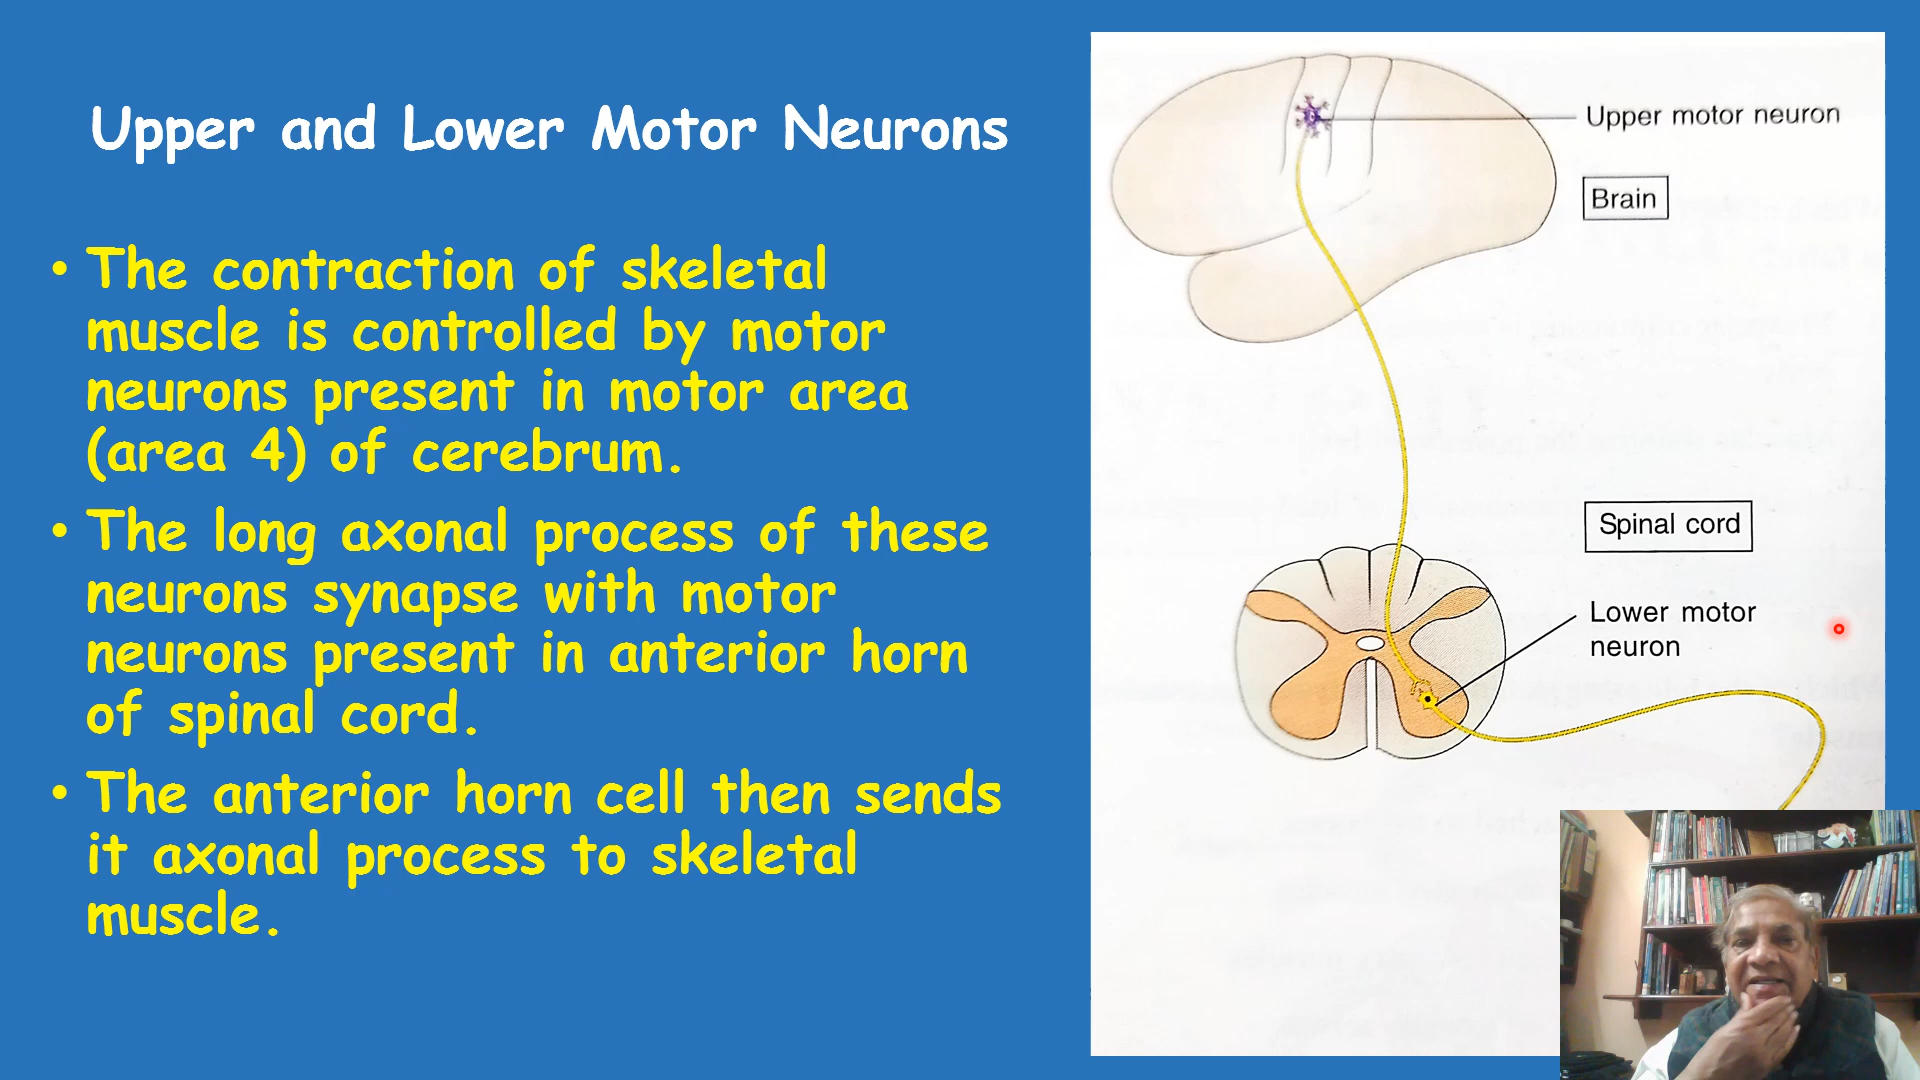 Upper and Lower Motor Neurons
• The contraction of skeletal
muscle is controlled by motor
neurons present in motor area
(area 4) of cerebrum.
• The long axonal process of these
neurons synapse with motor
neurons present in anterior horn
of spinal cord.
• The anterior horn cell then sends
it axonal process to skeletal
muscle.
Upper motor neuron
Brain
Spinal cord
Lower motor
neuron